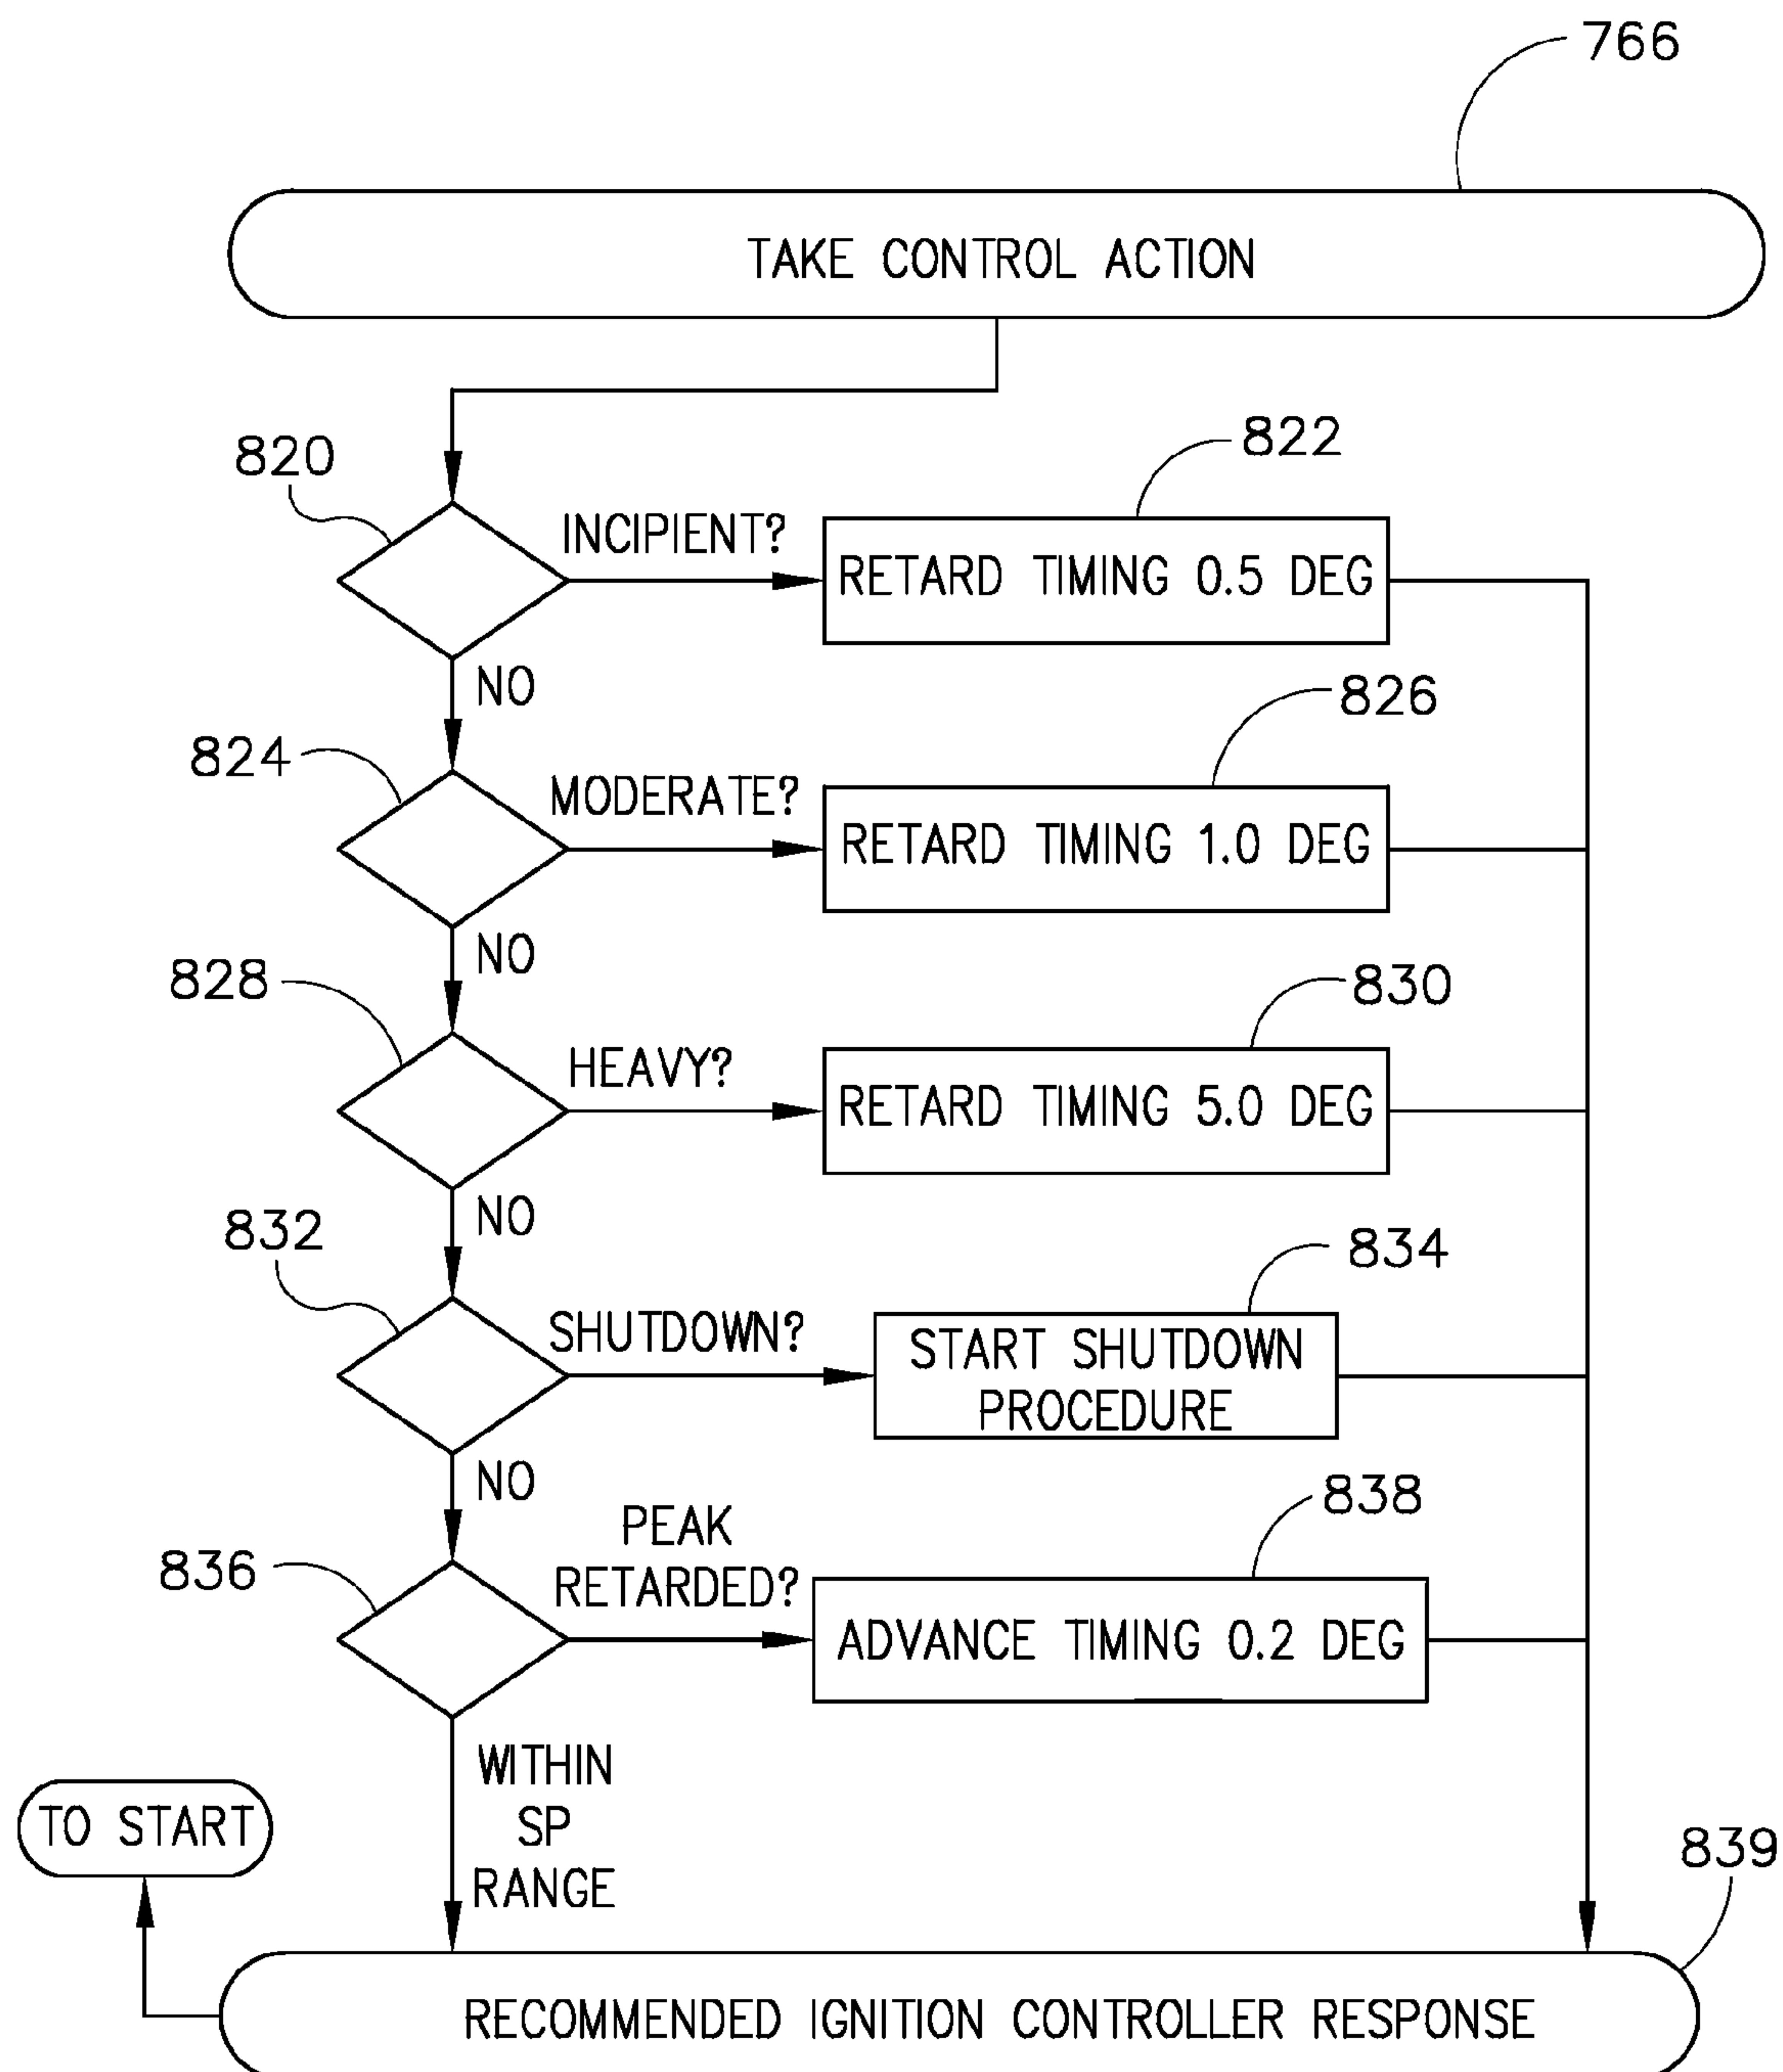 766
TAKE CONTROL ACTION
820
822
INCIPIENT?
RETARD TIMING 0.5 DEG
NO
824
826
MODERATE?
RETARD TIMING 1.0 DEG
NO
828
830
HEAVY?
RETARD TIMING 5.0 DEG
NO
832
834
SHUTDOWN?
START SHUTDOWN
PROCEDURE
NO
836
838
PEAK
RETARDED?
ADVANCE TIMING 0.2 DEG
WITHIN
SP
RANGE
TO START
839
RECOMMENDED IGNITION CONTROLLER RESPONSE